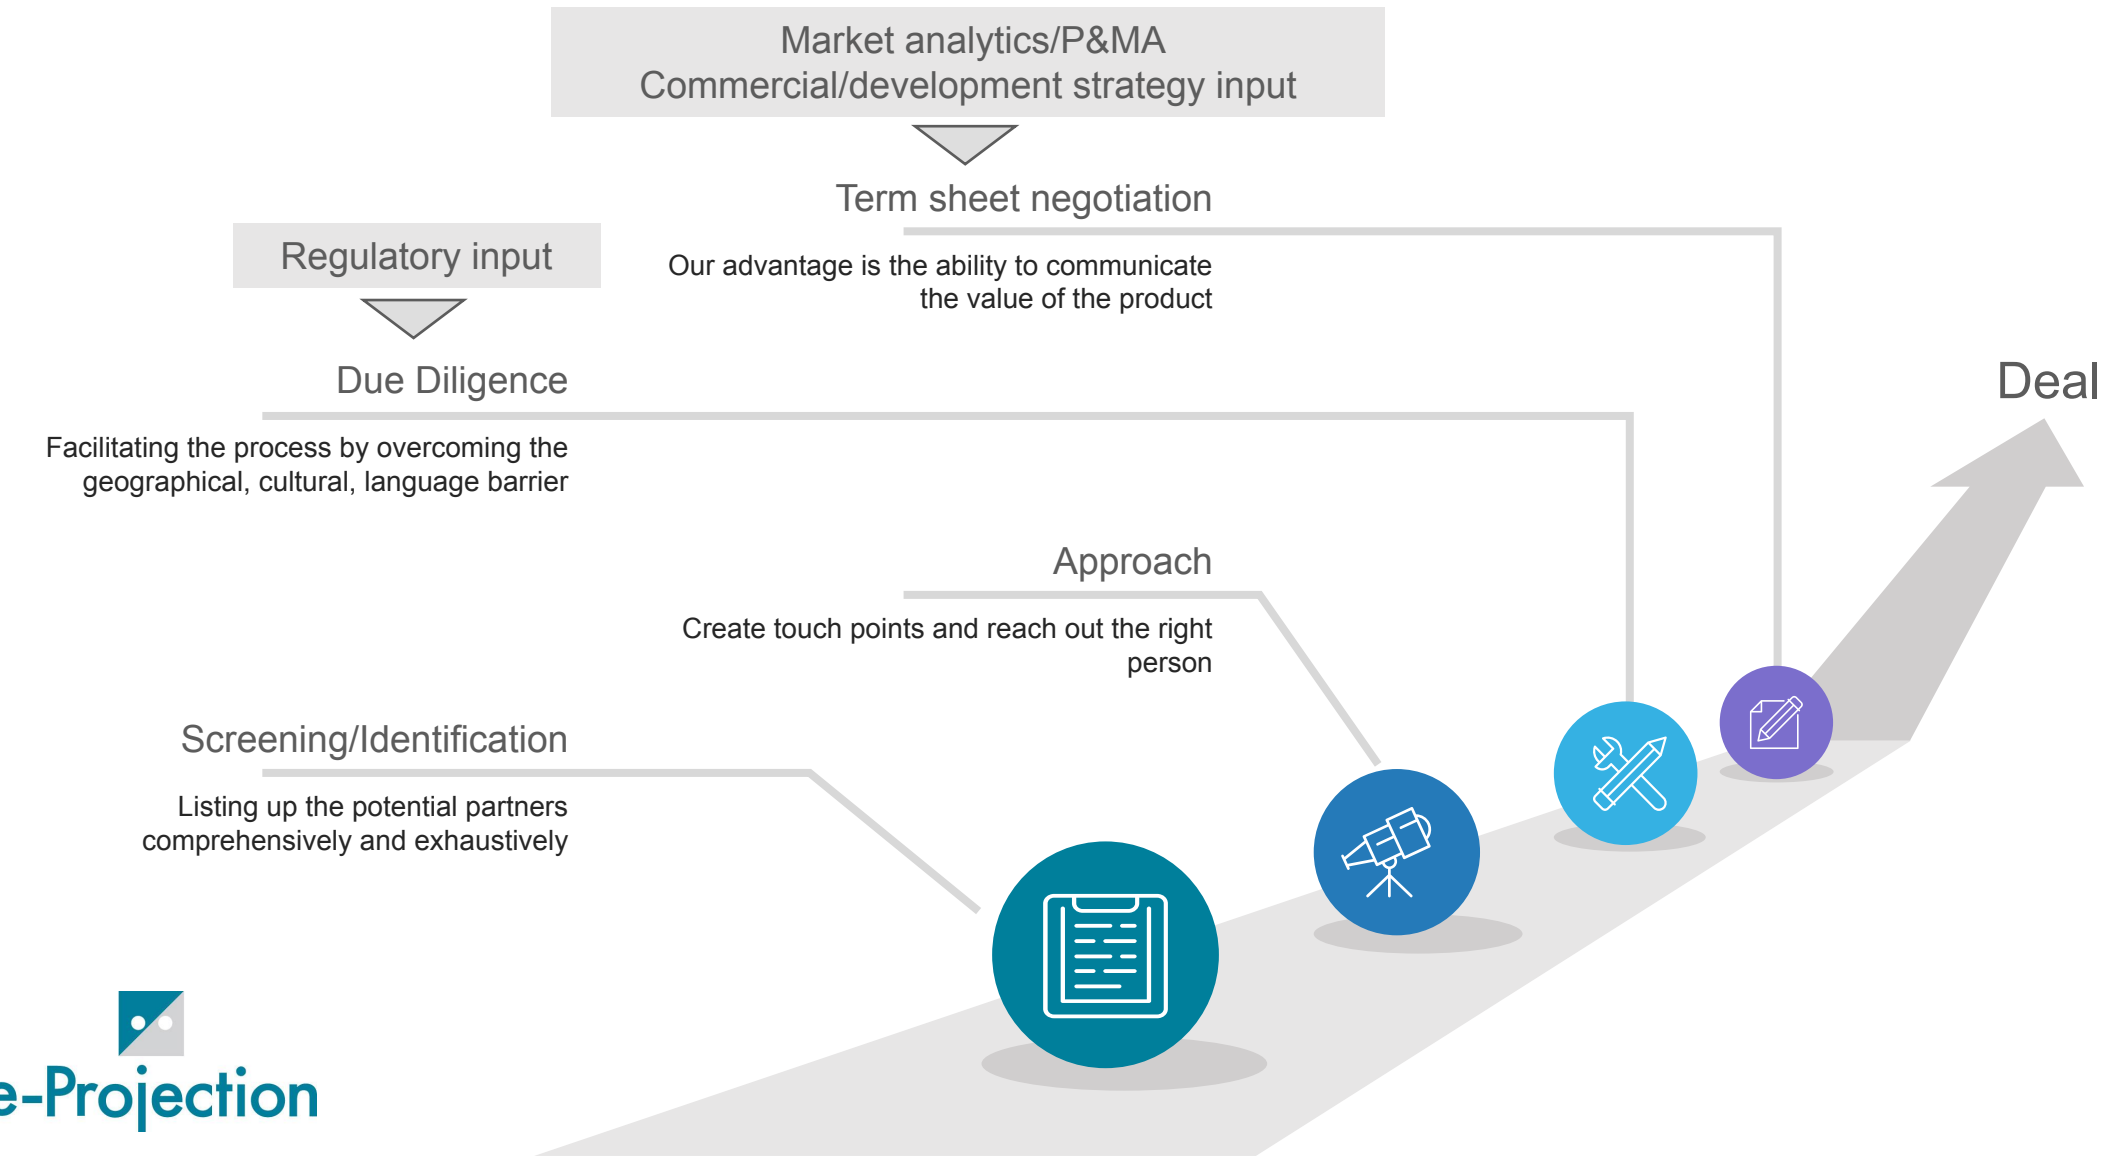 Market analytics/P&MA
Commercial/development strategy input
Term sheet negotiation
Our advantage is the ability to communicate
the value of the product
Regulatory input
Due Diligence
Facilitating the process by overcoming the
geographical, cultural, language barrier
Deal
Approach
Create touch points and reach out the right
person
Screening/Identification
Listing up the potential partners
comprehensively and exhaustively
e-Projection